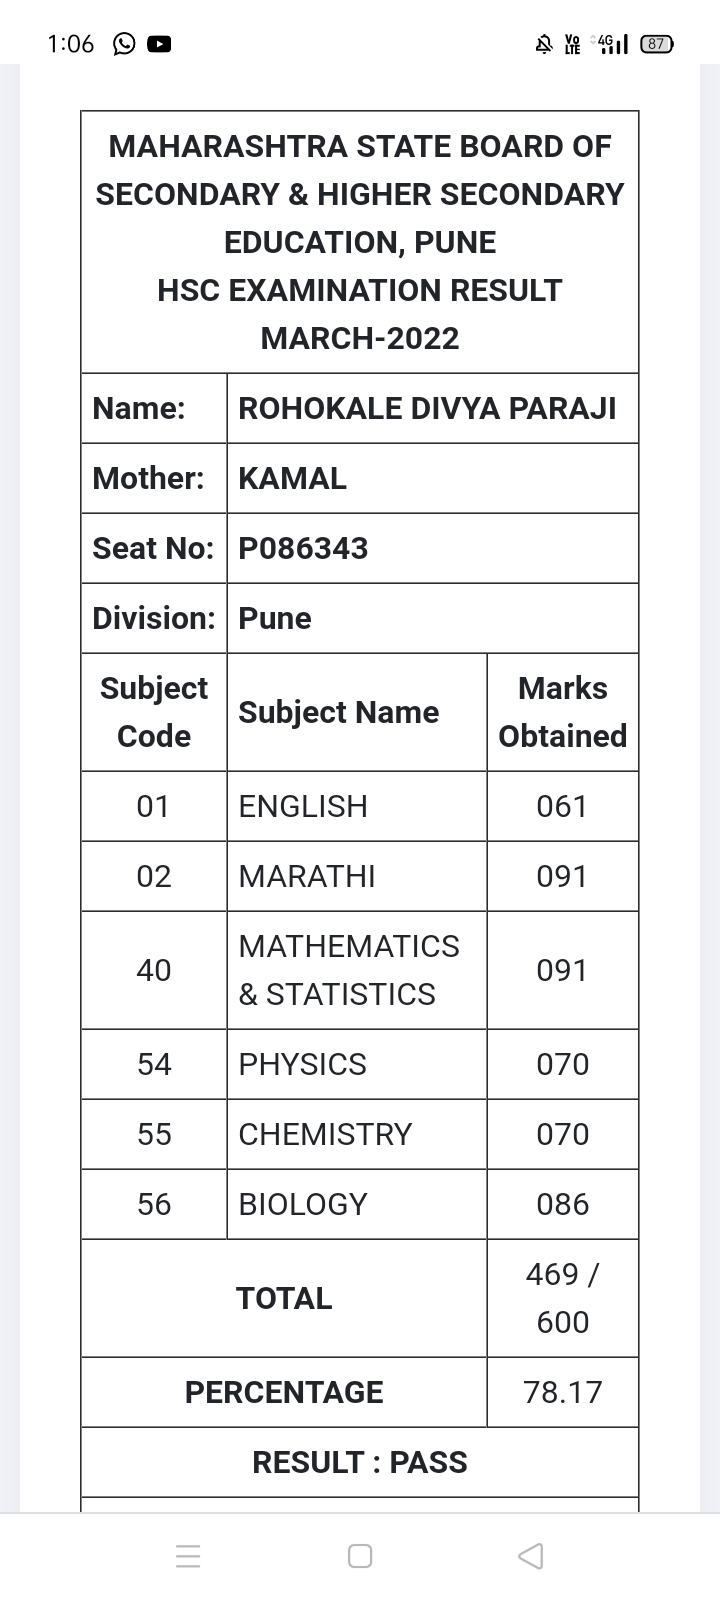 1:06 Vo LTE 4G 87
MAHARASHTRA STATE BOARD OF
SECONDARY & HIGHER SECONDARY
EDUCATION, PUNE
HSC EXAMINATION RESULT
MARCH-2022
Name: ROHOKALE DIVYA PARAJI
Mother: KAMAL
Seat No: P086343
Division: Pune
Subject Code Subject Name Marks Obtained
01 ENGLISH 061
02 MARATHI 091
40 MATHEMATICS & STATISTICS 091
54 PHYSICS 070
55 CHEMISTRY 070
56 BIOLOGY 086
TOTAL 469 / 600
PERCENTAGE 78.17
RESULT : PASS